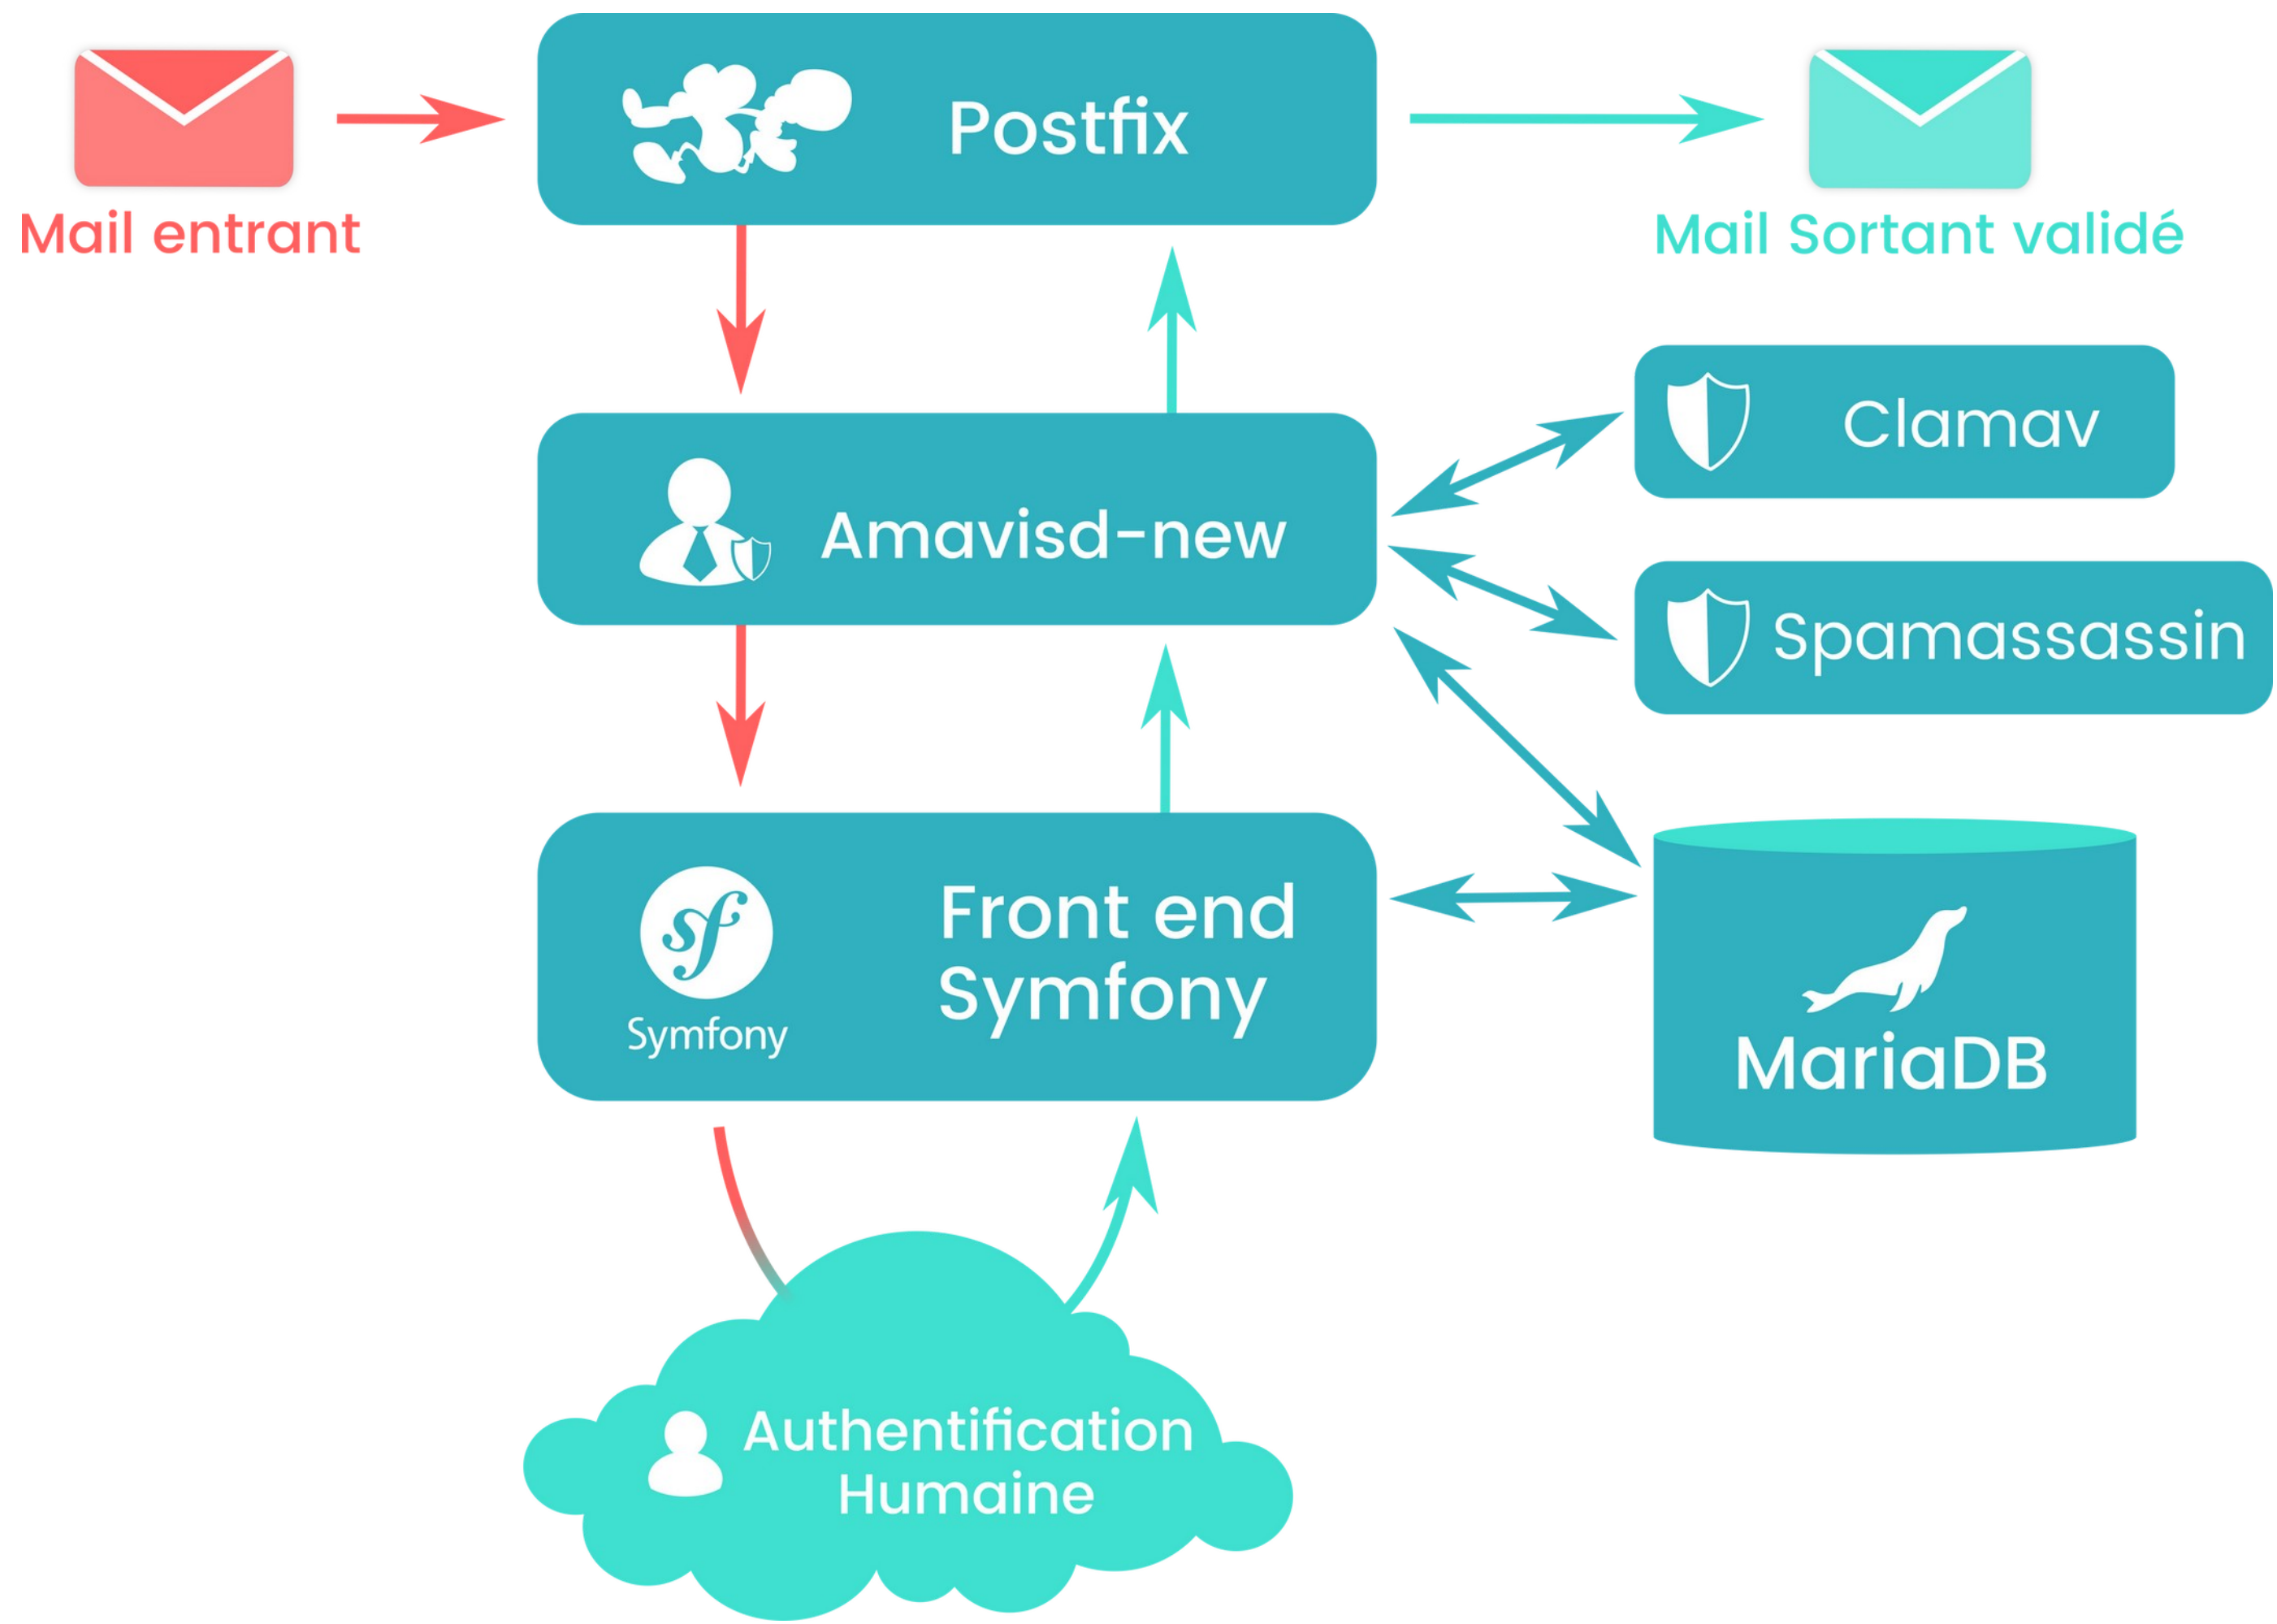 Mail entrant
Postfix
Mail Sortant validé
Clamav
Amavisd-new
Spamassassin
Symfony
Front end
Symfony
MariaDB
Authentification
Humaine